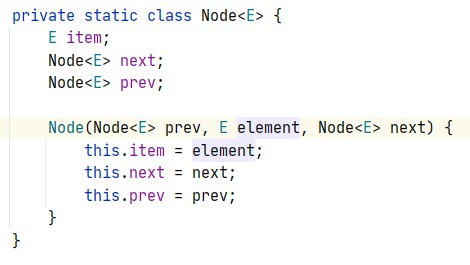 private static class Node<E> {
    E item;
    Node<E> next;
    Node<E> prev;

    Node(Node<E> prev, E element, Node<E> next) {
        this.item = element;
        this.next = next;
        this.prev = prev;
    }
}